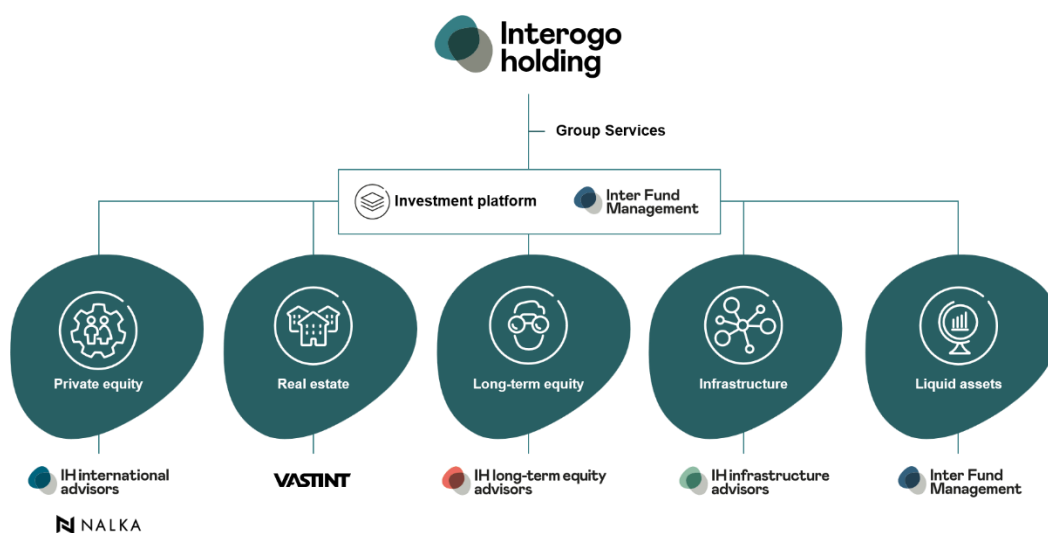 Interogo
holding
Group Services
Investment platform
Inter Fund
Management
Private equity
Real estate
Long-term equity
Infrastructure
Liquid assets
IH international
advisors
VASTINT
IH long-term equity
advisors
IH infrastructure
advisors
Inter Fund
Management
NALKA